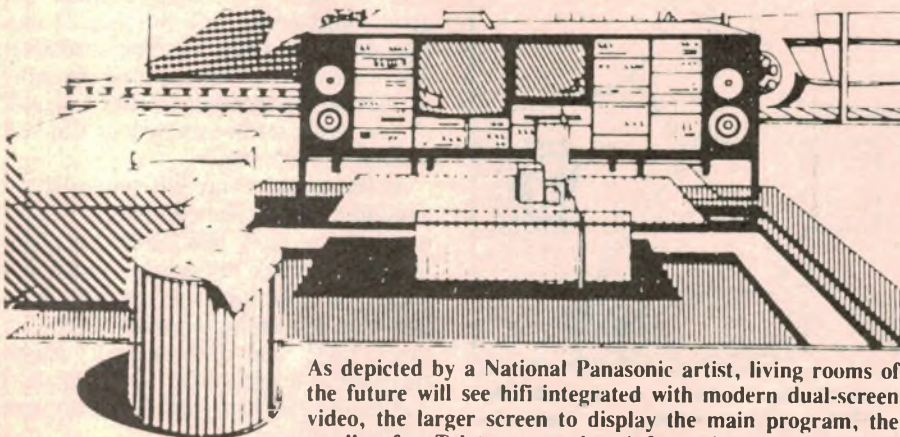 As depicted by a National Panasonic artist, living rooms of
the future will see hifi integrated with modern dual-screen
video, the larger screen to display the main program, the